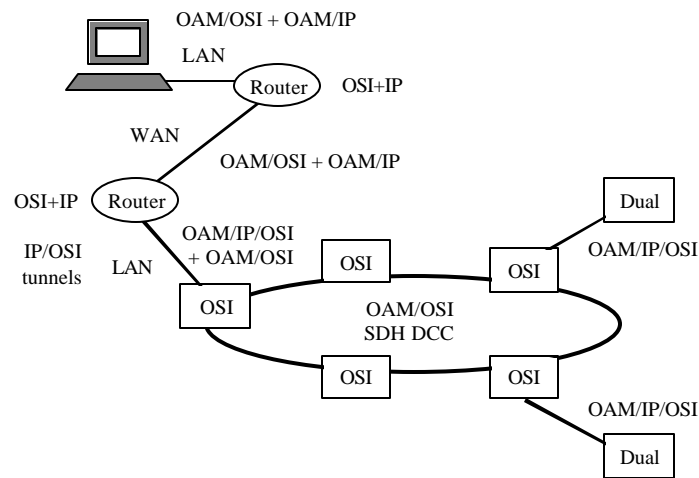 OAM/OSI + OAM/IP
LAN
Router
OSI+IP
WAN
OAM/OSI + OAM/IP
OSI+IP
Router
Dual
IP/OSI
tunnels
LAN
OAM/IP/OSI
+ OAM/OSI
OAM/IP/OSI
OSI
OSI
OSI
OAM/OSI
SDH DCC
OSI
OSI
OAM/IP/OSI
Dual